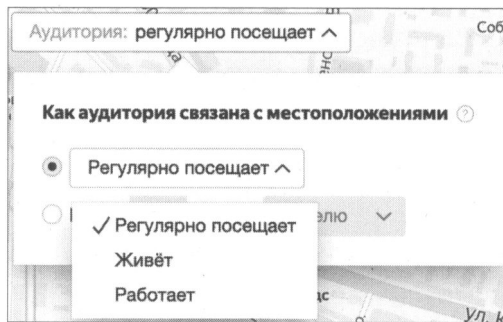 Аудитория: регулярно посещает
Как аудитория связана с местоположениями ?
Регулярно посещает
Регулярно посещает
Живёт
Работает